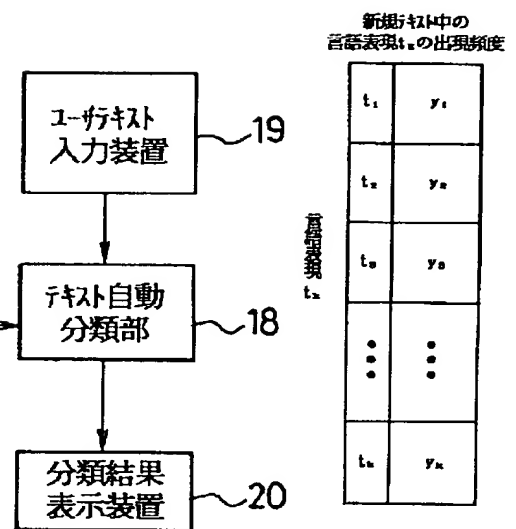 ユーザテキスト
入力装置
19
テキスト自動
分類部
18
分類結果
表示装置
20
新規テキスト中の
言語表現tₖの出現頻度
言語表現
tₖ
t₁ y₁
t₂ y₂
t₃ y₃
t_k y_k